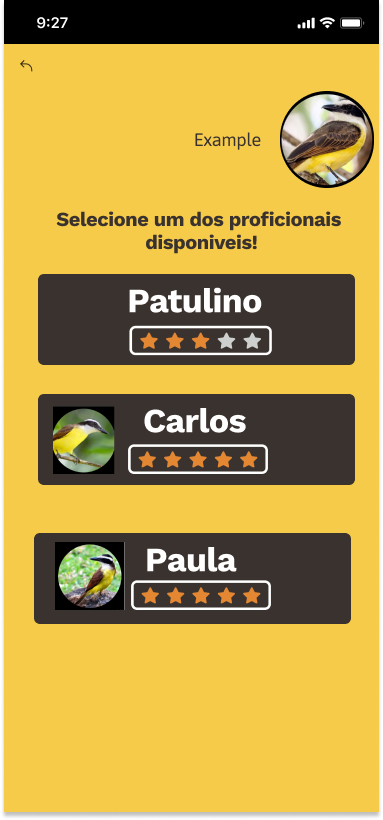 9:27
Example
Selecione um dos proficionais
disponiveis!
Patulino
Carlos
Paula